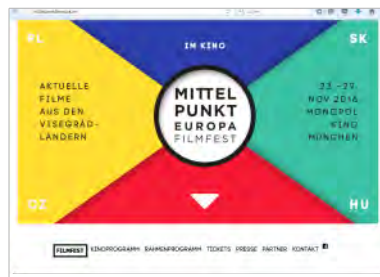 PL
IM KINO
SK
AKTUELLE
FILME
AUS DEN
VISEGRÁD-
LÄNDERN
MITTEL
PUNKT
EUROPA
FILMFEST
23.–29.
NOV 2016
MONOPOL
KINO
MÜNCHEN
CZ
HU
FILMFEST KINOPROGRAMM RAHMENPROGRAMM TICKETS PRESSE PARTNER KONTAKT